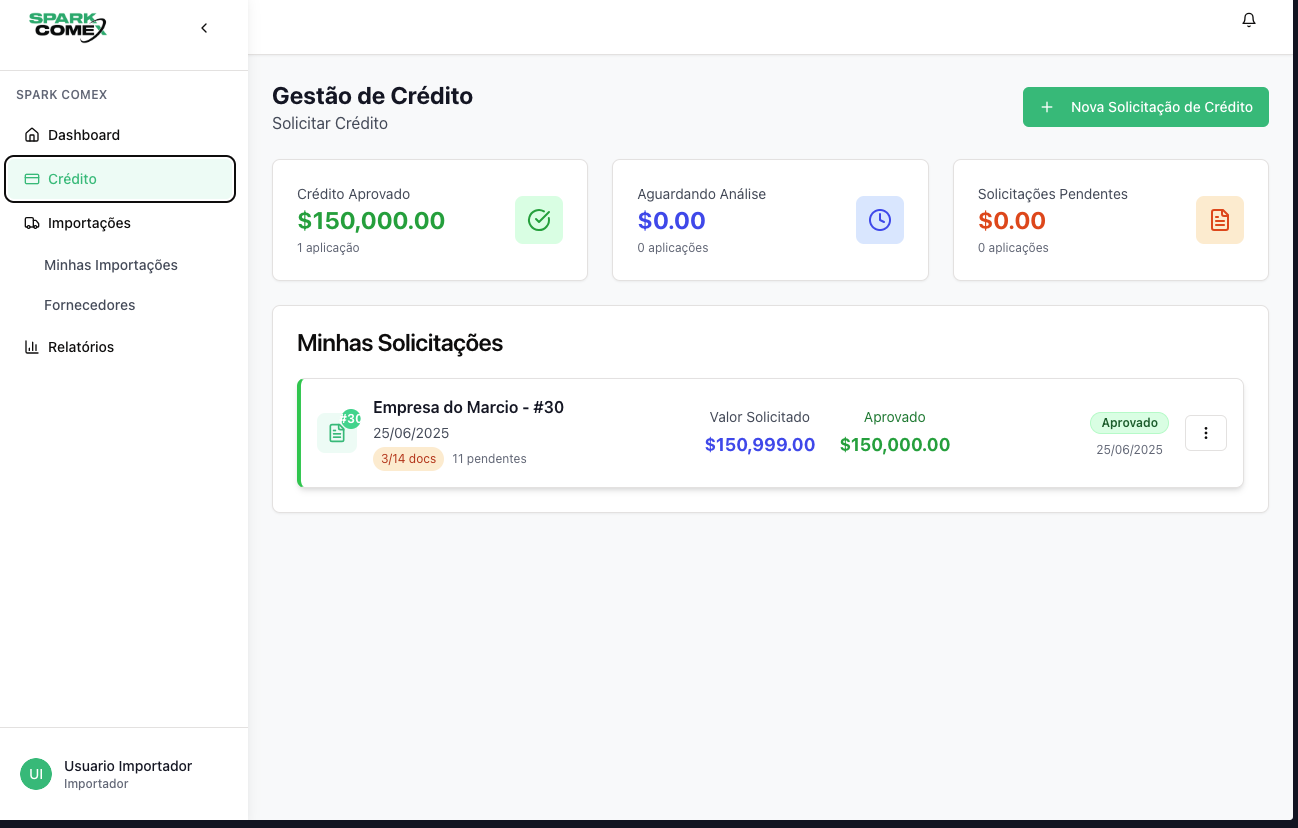 SPARK
COMEX
SPARK COMEX
Dashboard
Crédito
Importações
Minhas Importações
Fornecedores
Relatórios
UI
Usuario Importador
Importador
Gestão de Crédito
Solicitar Crédito
Nova Solicitação de Crédito
Crédito Aprovado
$150,000.00
1 aplicação
Aguardando Análise
$0.00
0 aplicações
Solicitações Pendentes
$0.00
0 aplicações
Minhas Solicitações
#30
Empresa do Marcio - #30
25/06/2025
3/14 docs 11 pendentes
Valor Solicitado
$150,999.00
Aprovado
$150,000.00
Aprovado
25/06/2025